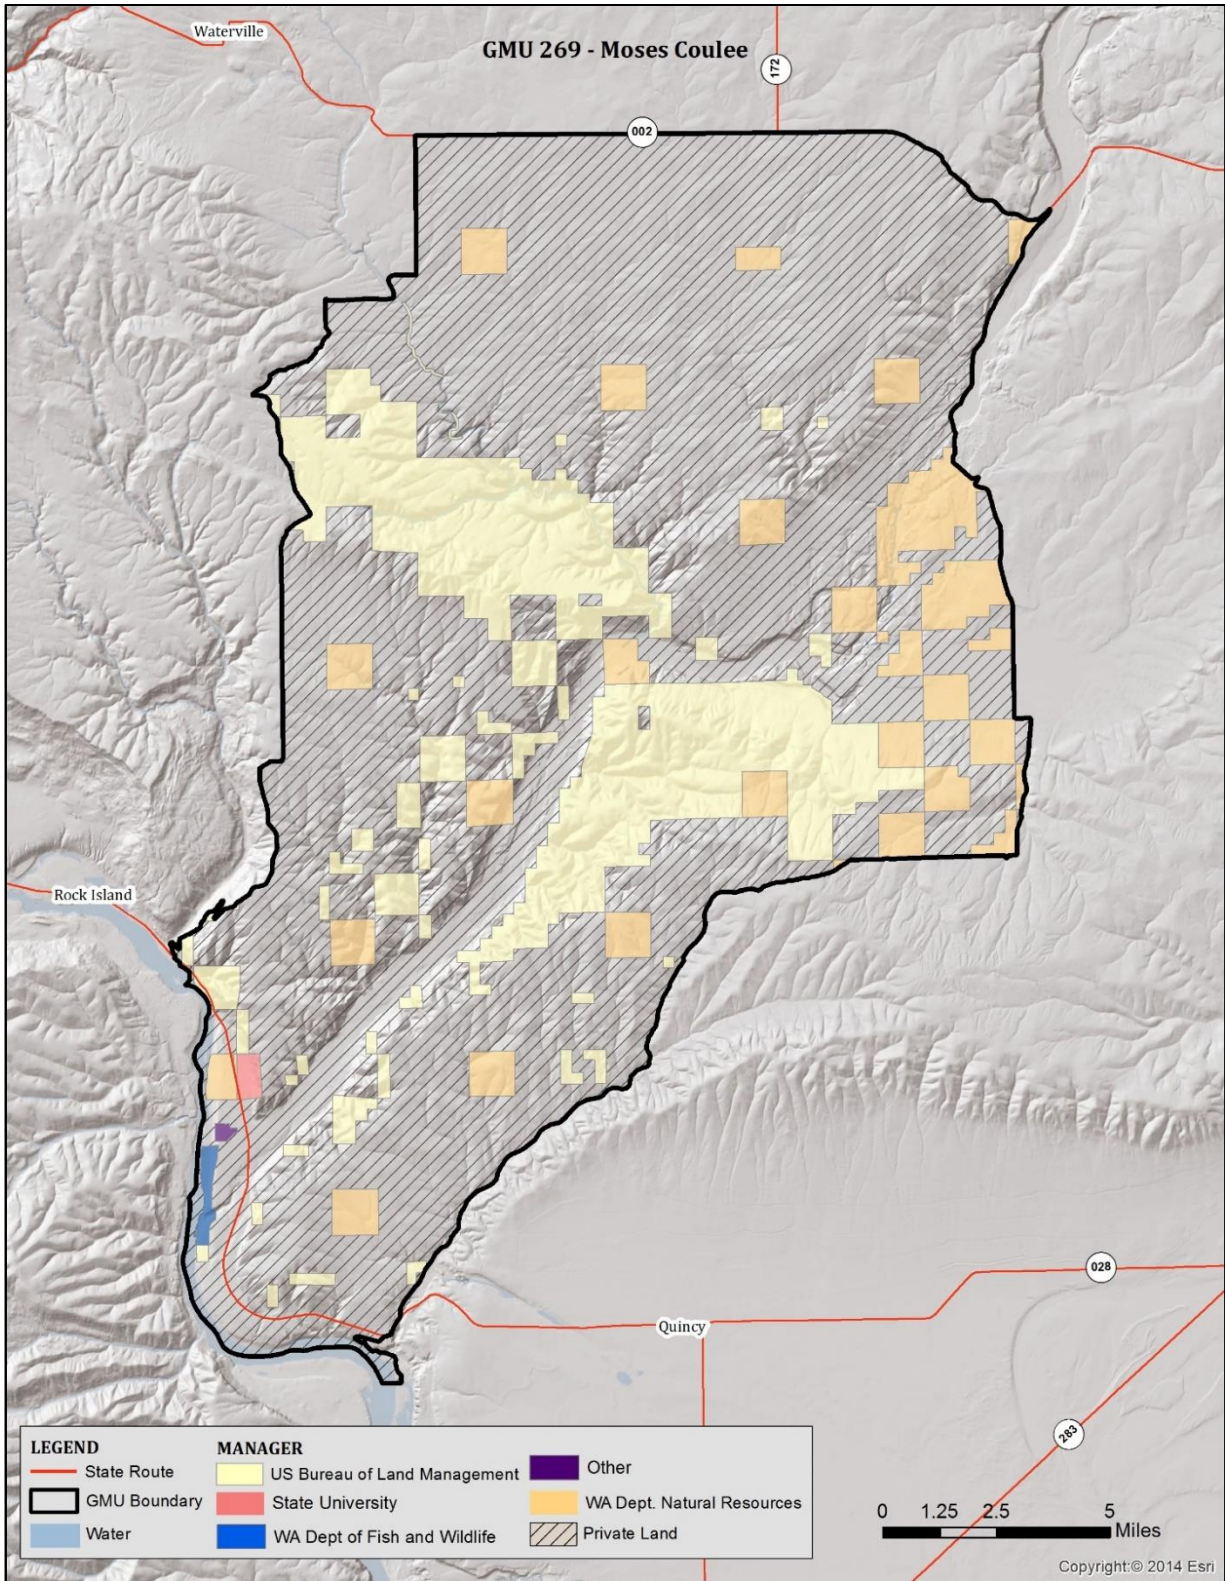 Waterville
GMU 269 - Moses Coulee
172
002
Rock Island
028
Quincy
283
LEGEND
State Route
GMU Boundary
Water
MANAGER
US Bureau of Land Management
State University
WA Dept of Fish and Wildlife
Other
WA Dept. Natural Resources
Private Land
0 1.25 2.5 5
Miles
Copyright:© 2014 Esri